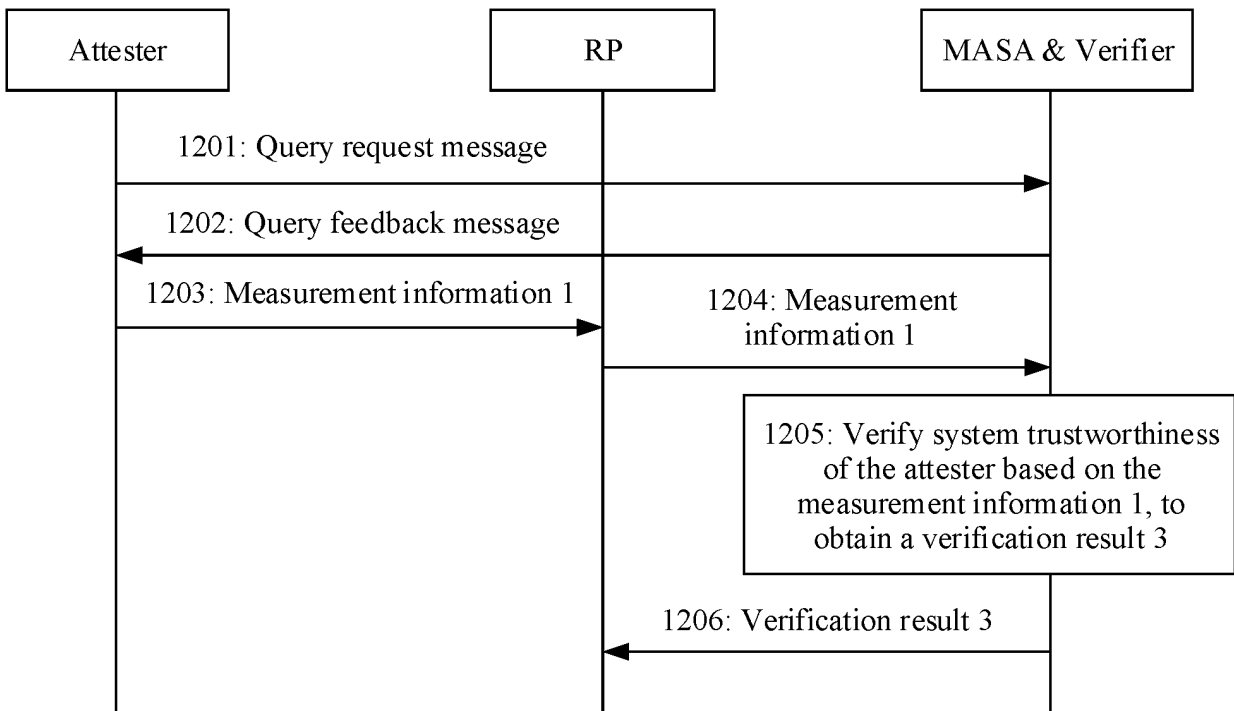 Attester
RP
MASA & Verifier
1201: Query request message
1202: Query feedback message
1203: Measurement information 1
1204: Measurement
information 1
1205: Verify system trustworthiness
of the attester based on the
measurement information 1, to
obtain a verification result 3
1206: Verification result 3